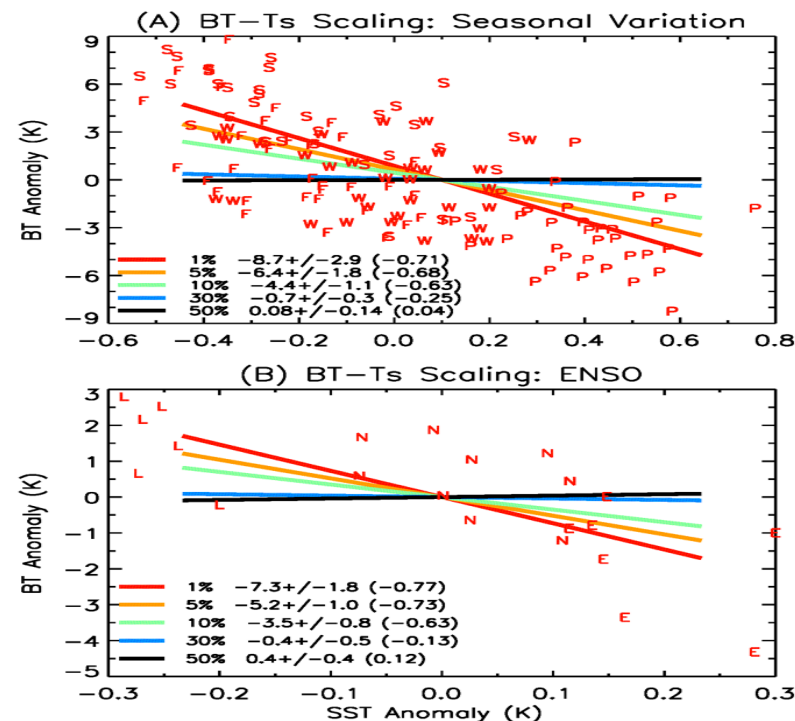 (A) BT-Ts Scaling: Seasonal Variation
BT Anomaly (K)
9
6
3
0
-3
-6
-9
1% -8.7+/-2.9 (-0.71)
5% -6.4+/-1.8 (-0.68)
10% -4.4+/-1.1 (-0.63)
30% -0.7+/-0.3 (-0.25)
50% 0.08+/-0.14 (0.04)
-0.6 -0.4 -0.2 0.0 0.2 0.4 0.6 0.8
(B) BT-Ts Scaling: ENSO
BT Anomaly (K)
3
2
1
0
-1
-2
-3
-4
-5
1% -7.3+/-1.8 (-0.77)
5% -5.2+/-1.0 (-0.73)
10% -3.5+/-0.8 (-0.63)
30% -0.4+/-0.5 (-0.13)
50% 0.4+/-0.4 (0.12)
-0.3 -0.2 -0.1 0.0 0.1 0.2 0.3
SST Anomaly (K)